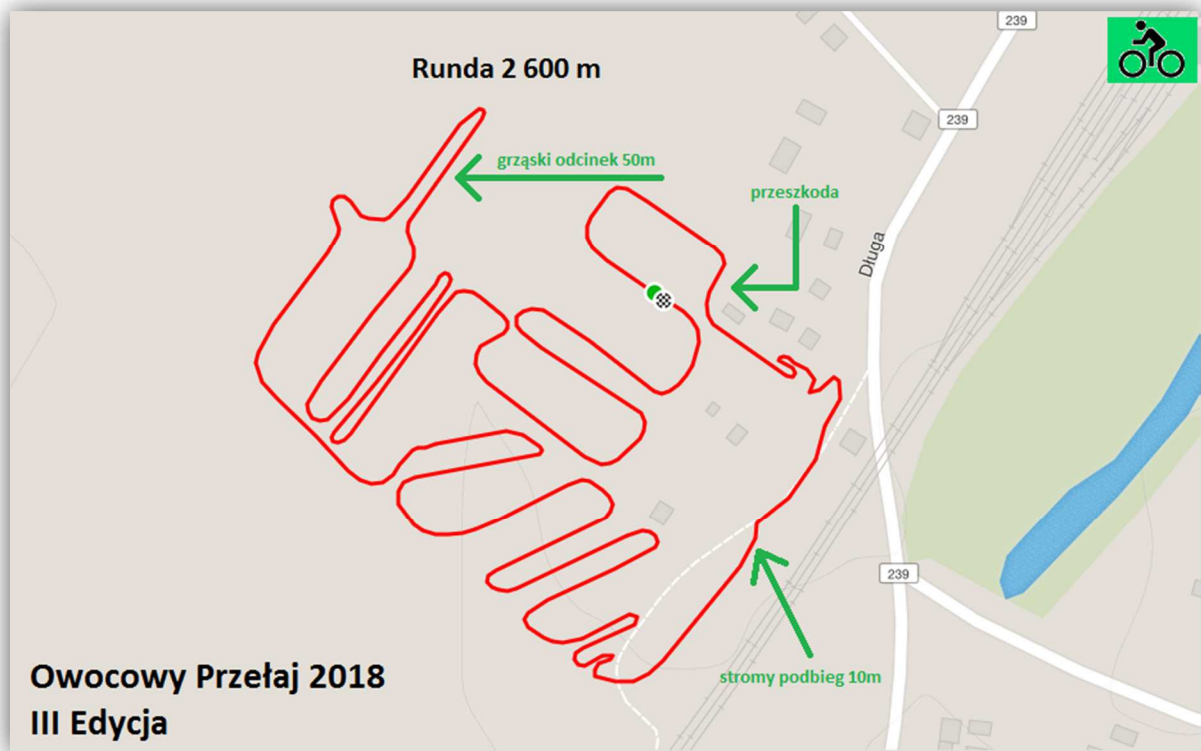 239
Runda 2 600 m
239
grząski odcinek 50m
przeszkoda
Długa
239
stromy podbieg 10m
Owocowy Przełaj 2018
III Edycja